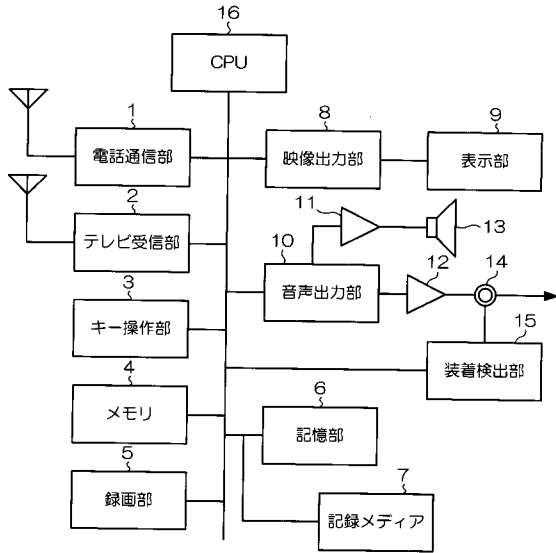 16
CPU
1
電話通信部
8
映像出力部
9
表示部
2
テレビ受信部
11
13
10
音声出力部
12
14
3
キー操作部
15
装着検出部
4
メモリ
6
記憶部
5
録画部
7
記録メディア